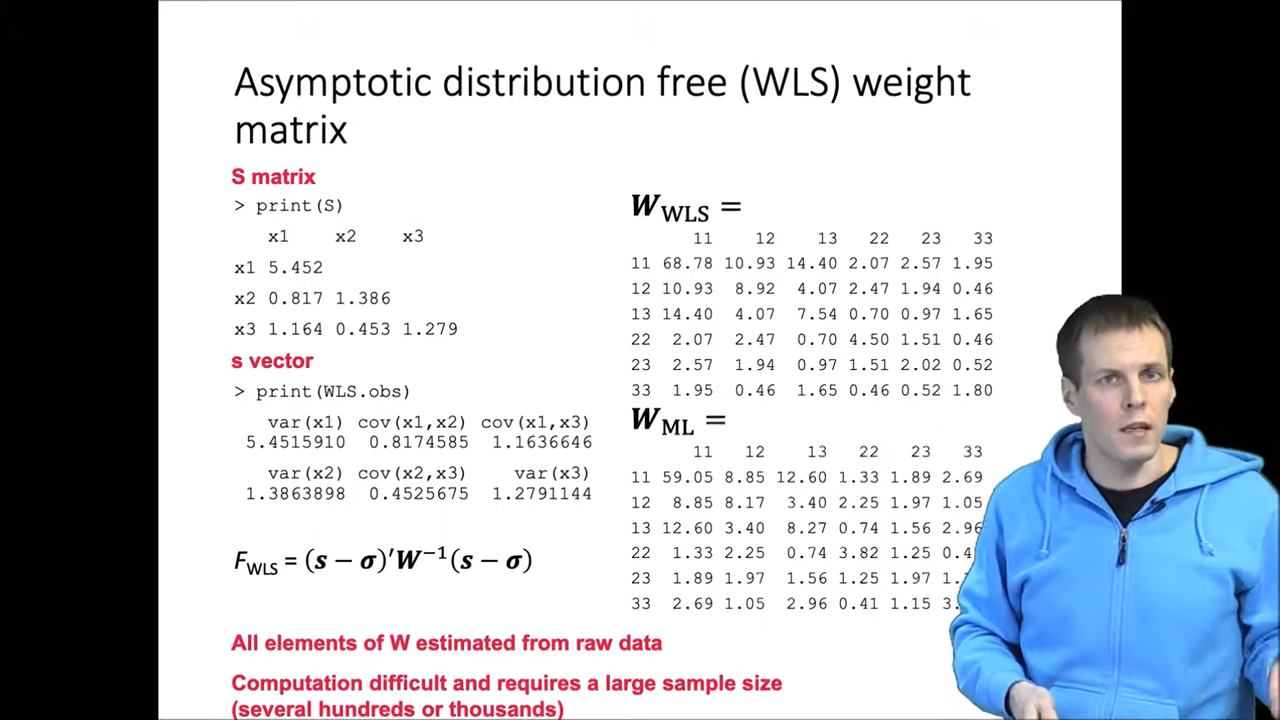 Asymptotic distribution free (WLS) weight
matrix
S matrix
> print(S)
x1 x2 x3
x1 5.452
x2 0.817 1.386
x3 1.164 0.453 1.279
s vector
> print(WLS.obs)
var(x1) cov(x1,x2) cov(x1,x3)
5.4515910 0.8174585 1.1636646
var(x2) cov(x2,x3) var(x3)
1.3863898 0.4525675 1.2791144
F_WLS = (s − σ)′W⁻¹(s − σ)
All elements of W estimated from raw data
Computation difficult and requires a large sample size
(several hundreds or thousands)
W_WLS =
11 12 13 22 23 33
11 68.78 10.93 14.40 2.07 2.57 1.95
12 10.93 8.92 4.07 2.47 1.94 0.46
13 14.40 4.07 7.54 0.70 0.97 1.65
22 2.07 2.47 0.70 4.50 1.51 0.46
23 2.57 1.94 0.97 1.51 2.02 0.52
33 1.95 0.46 1.65 0.46 0.52 1.80
W_ML =
11 12 13 22 23 33
11 59.05 8.85 12.60 1.33 1.89 2.69
12 8.85 8.17 3.40 2.25 1.97 1.05
13 12.60 3.40 8.27 0.74 1.56 2.96
22 1.33 2.25 0.74 3.82 1.25
23 1.89 1.97 1.56 1.25 1.97
33 2.69 1.05 2.96 0.41 1.15